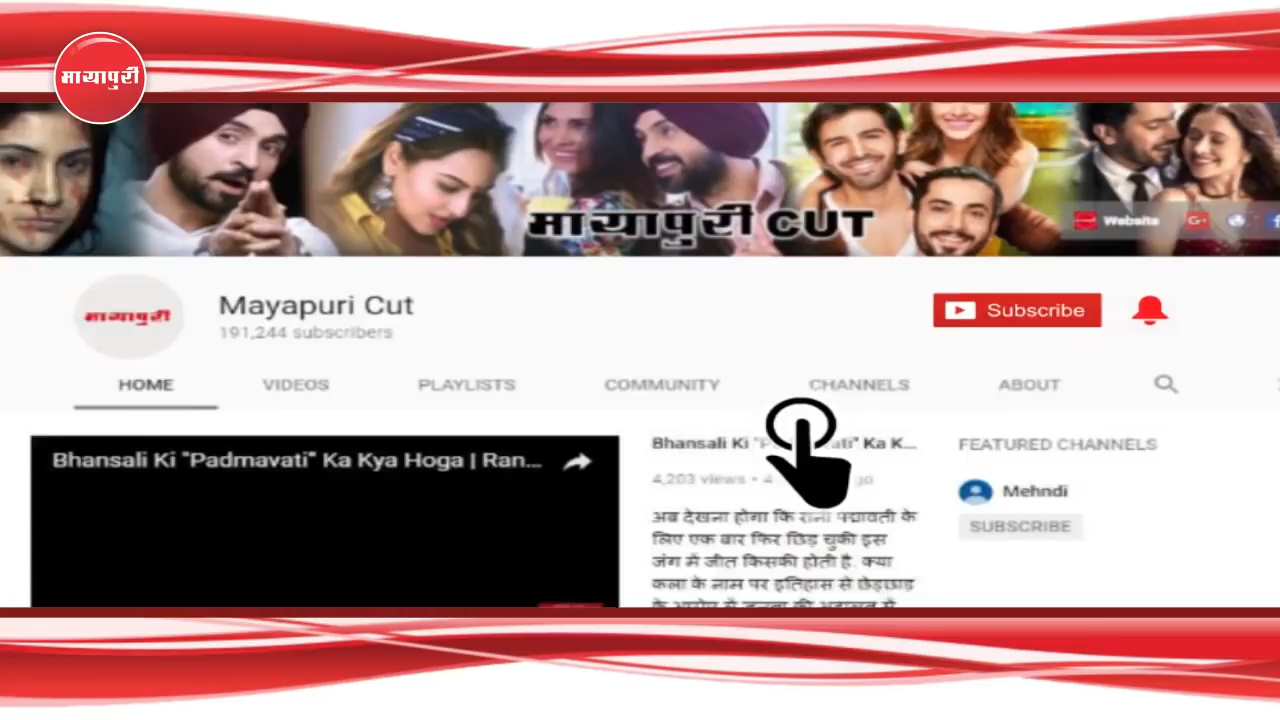 मायापुरी
मायापुरी CUT
Website
मायापुरी
Mayapuri Cut
191,244 subscribers
Subscribe
HOME VIDEOS PLAYLISTS COMMUNITY CHANNELS ABOUT
Bhansali Ki "Padmavati" Ka Kya Hoga | Ran...
Bhansali Ki Ka K...
4,203 views •
अब देखना होगा कि रानी पद्मावती के
लिए एक बार फिर छिड़ चुकी इस
जंग में जीत किसकी होती है. क्या
कला के नाम पर इतिहास से छेड़छाड़
FEATURED CHANNELS
Mehndi
SUBSCRIBE